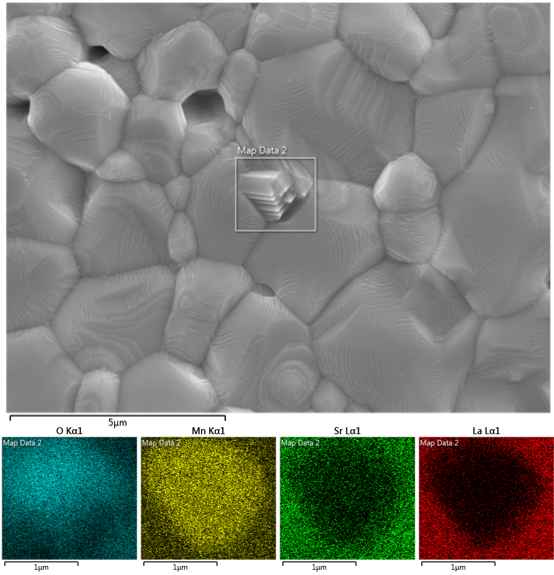 Map Data 2
5μm
O Kα1
Mn Kα1
Sr Lα1
La Lα1
Map Data 2
Map Data 2
Map Data 2
Map Data 2
1μm
1μm
1μm
1μm